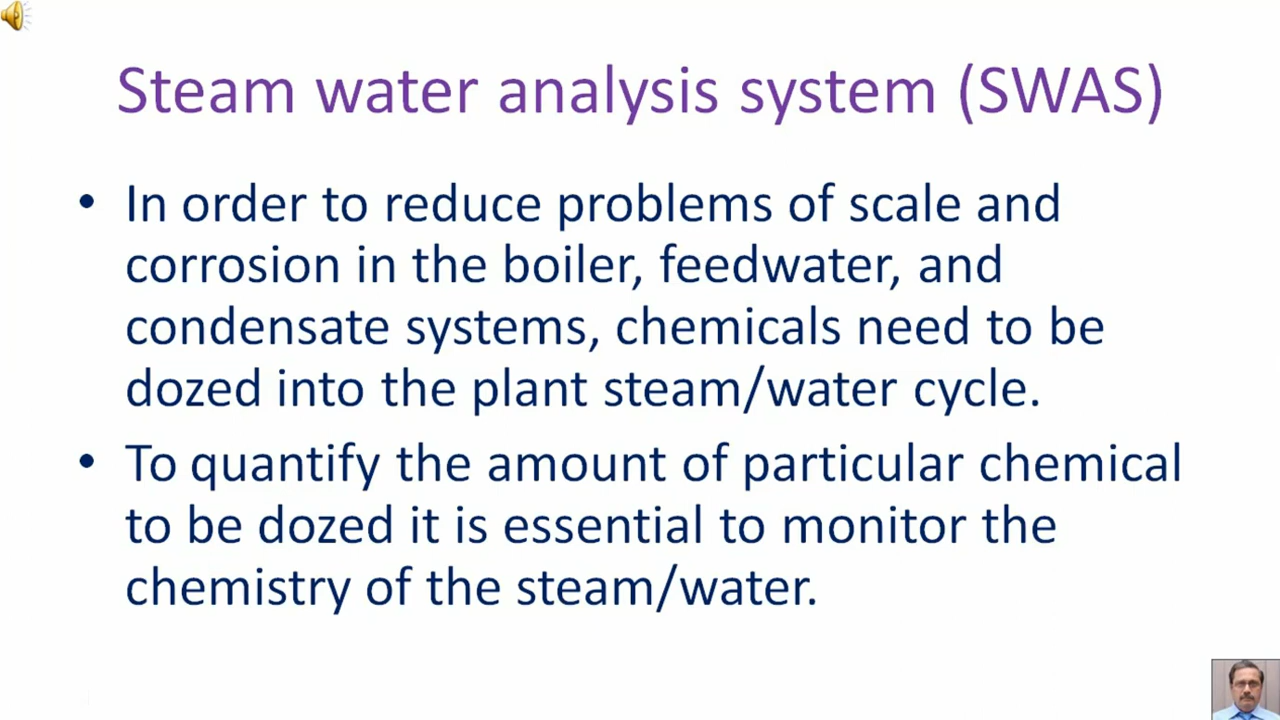 Steam water analysis system (SWAS)
• In order to reduce problems of scale and
corrosion in the boiler, feedwater, and
condensate systems, chemicals need to be
dozed into the plant steam/water cycle.
• To quantify the amount of particular chemical
to be dozed it is essential to monitor the
chemistry of the steam/water.